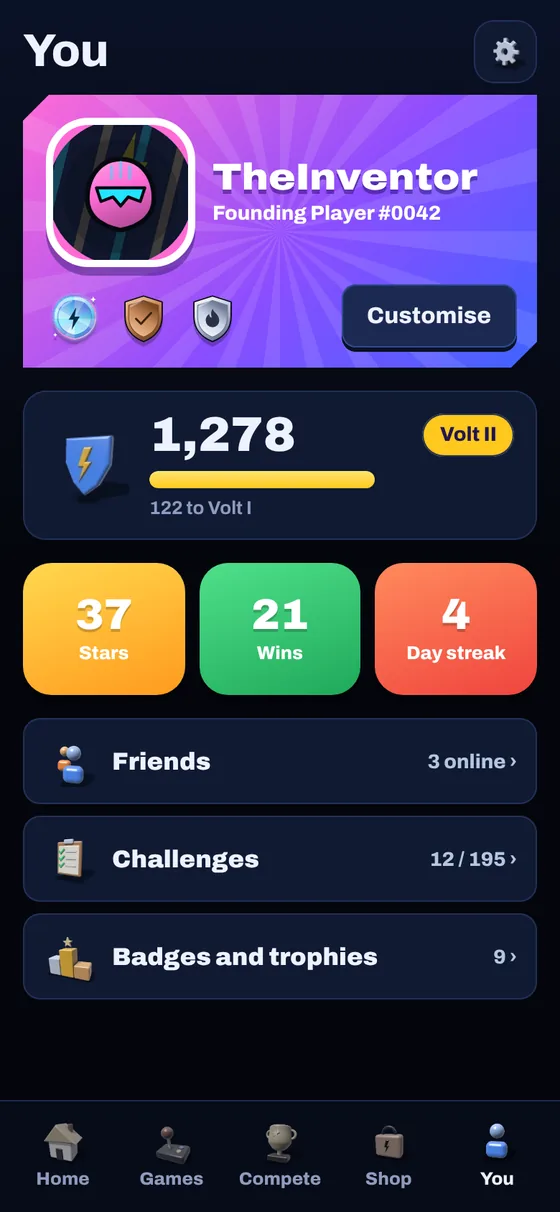 You
TheInventor
Founding Player #0042
Customise
1,278
Volt II
122 to Volt I
37
Stars
21
Wins
4
Day streak
Friends
3 online ›
Challenges
12 / 195 ›
Badges and trophies
9 ›
Home
Games
Compete
Shop
You